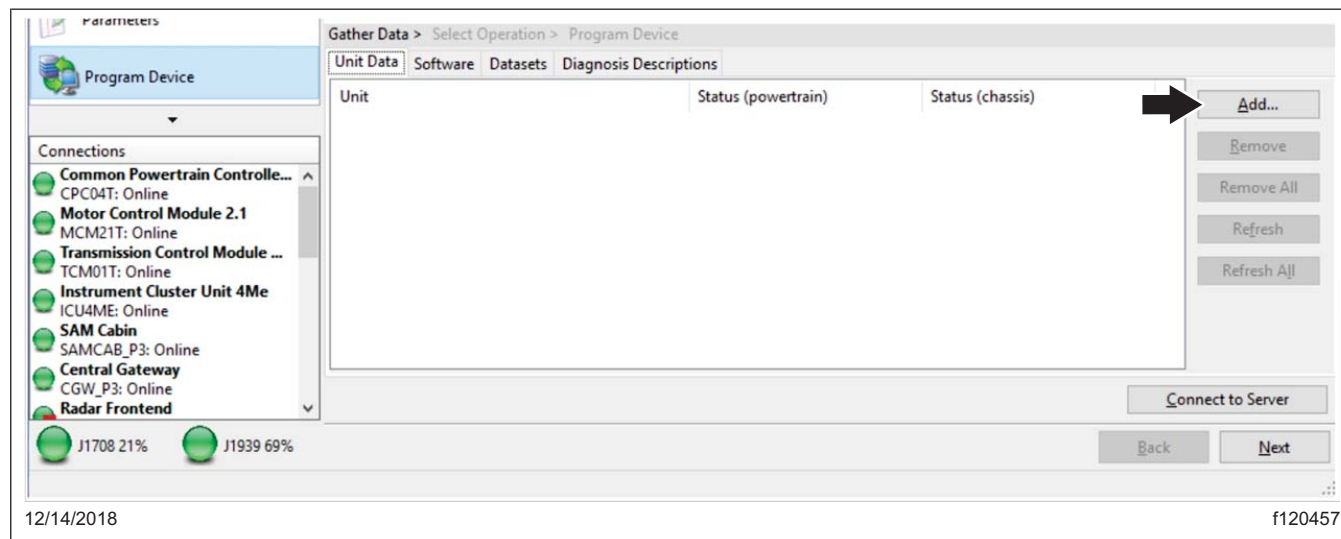 Parameters
Program Device
Connections
Common Powertrain Controlle...
CPC04T: Online
Motor Control Module 2.1
MCM21T: Online
Transmission Control Module ...
TCM01T: Online
Instrument Cluster Unit 4Me
ICU4ME: Online
SAM Cabin
SAMCAB_P3: Online
Central Gateway
CGW_P3: Online
Radar Frontend
J1708 21% J1939 69%
Gather Data > Select Operation > Program Device
Unit Data Software Datasets Diagnosis Descriptions
Unit Status (powertrain) Status (chassis)
Add...
Remove
Remove All
Refresh
Refresh All
Connect to Server
Back Next
12/14/2018 f120457